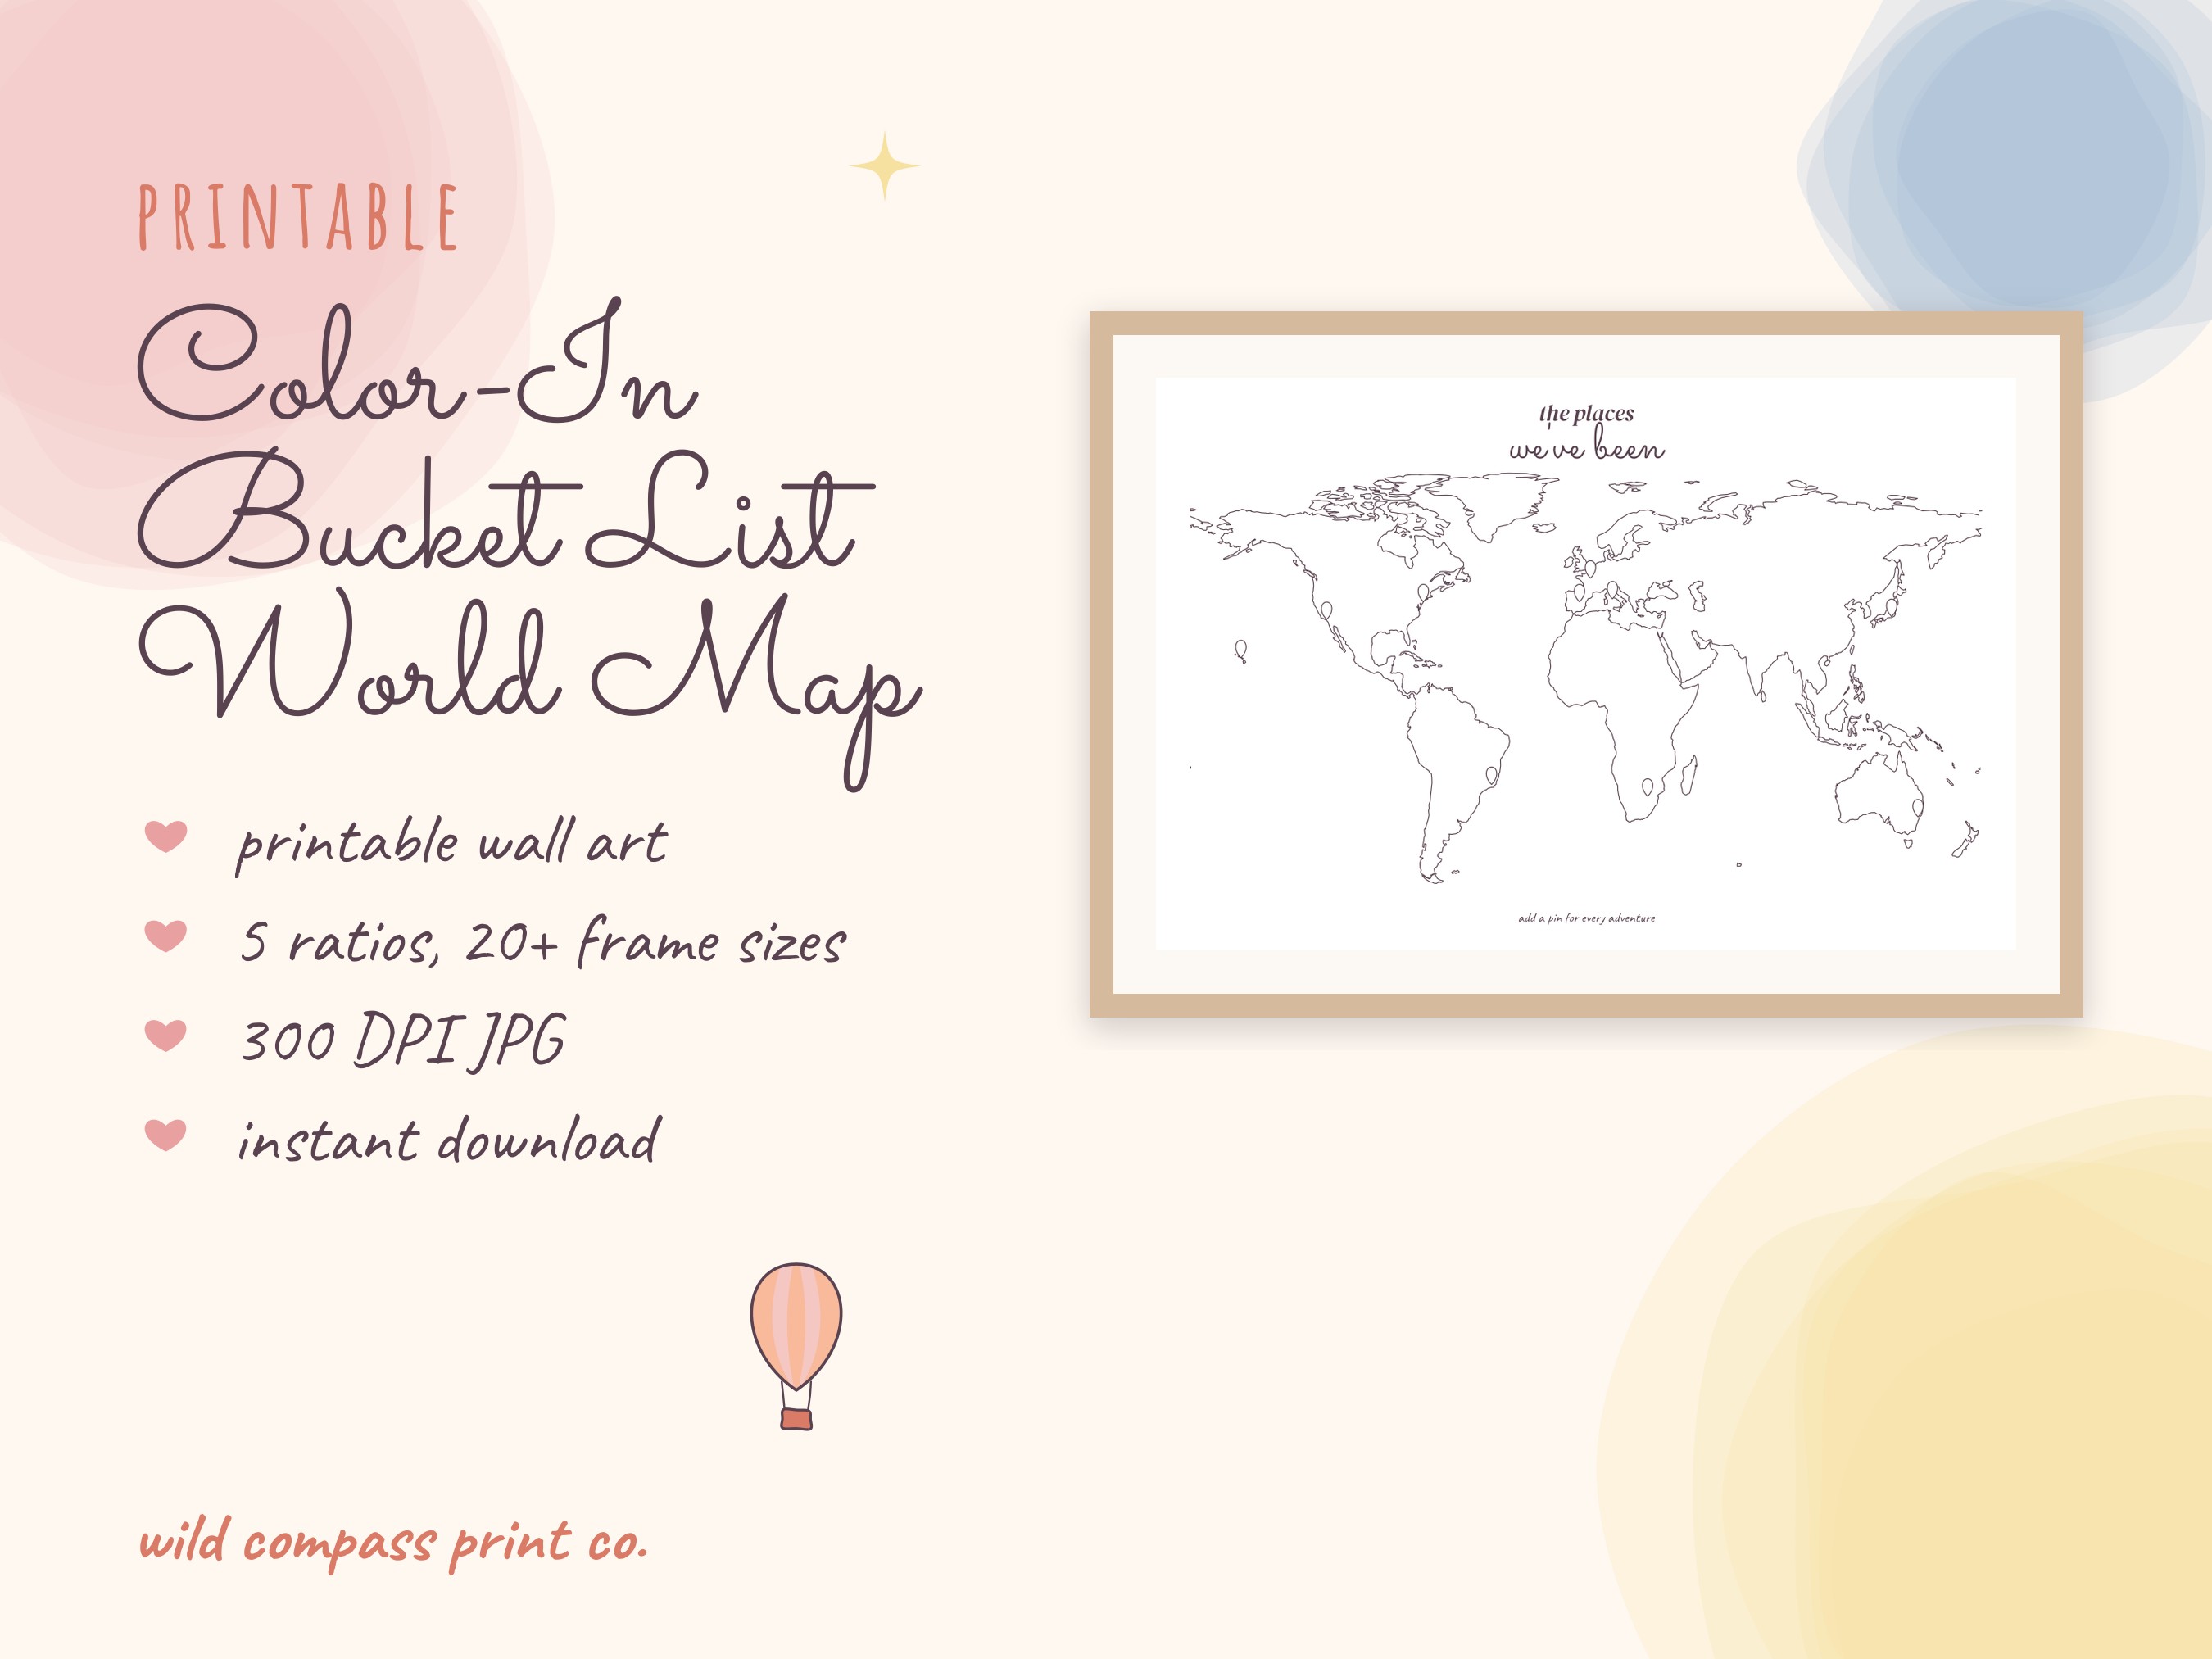 PRINTABLE
Color-In
Bucket List
World Map
printable wall art
5 ratios, 20+ frame sizes
300 DPI JPG
instant download
wild compass print co.
the places
we've been
add a pin for every adventure